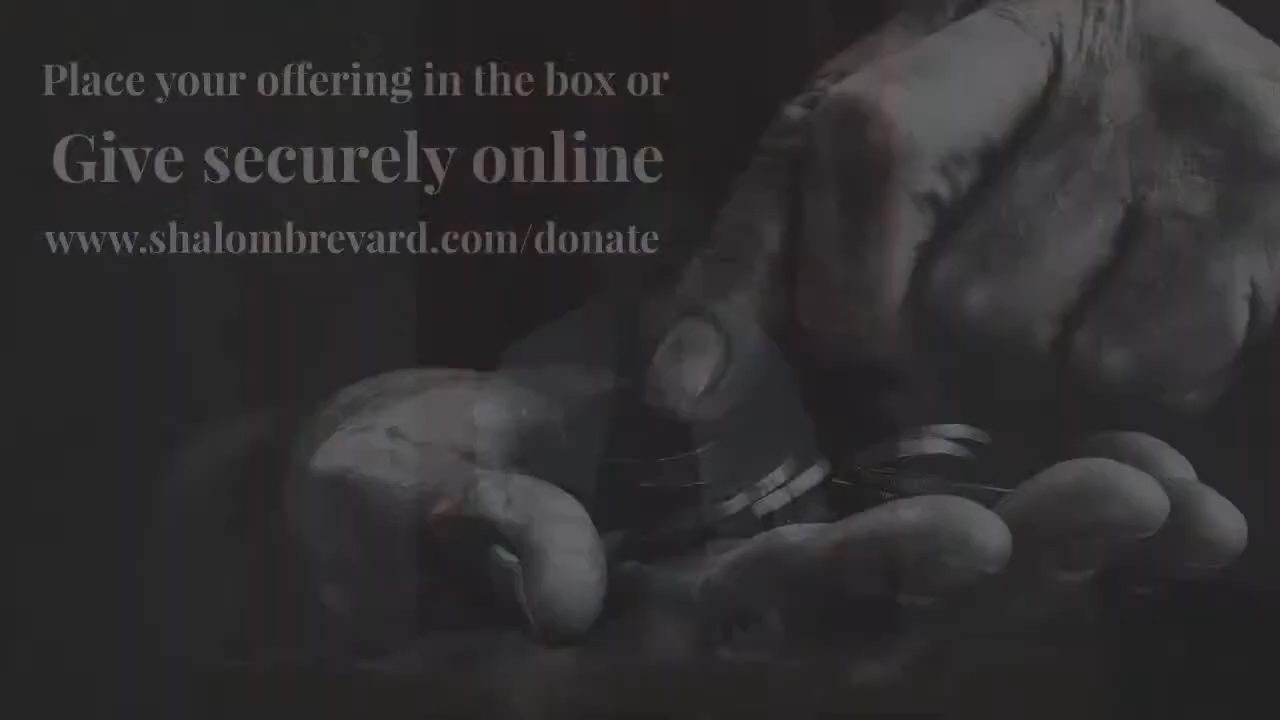 Place your offering in the box or
Give securely online
www.shalombrevard.com/donate